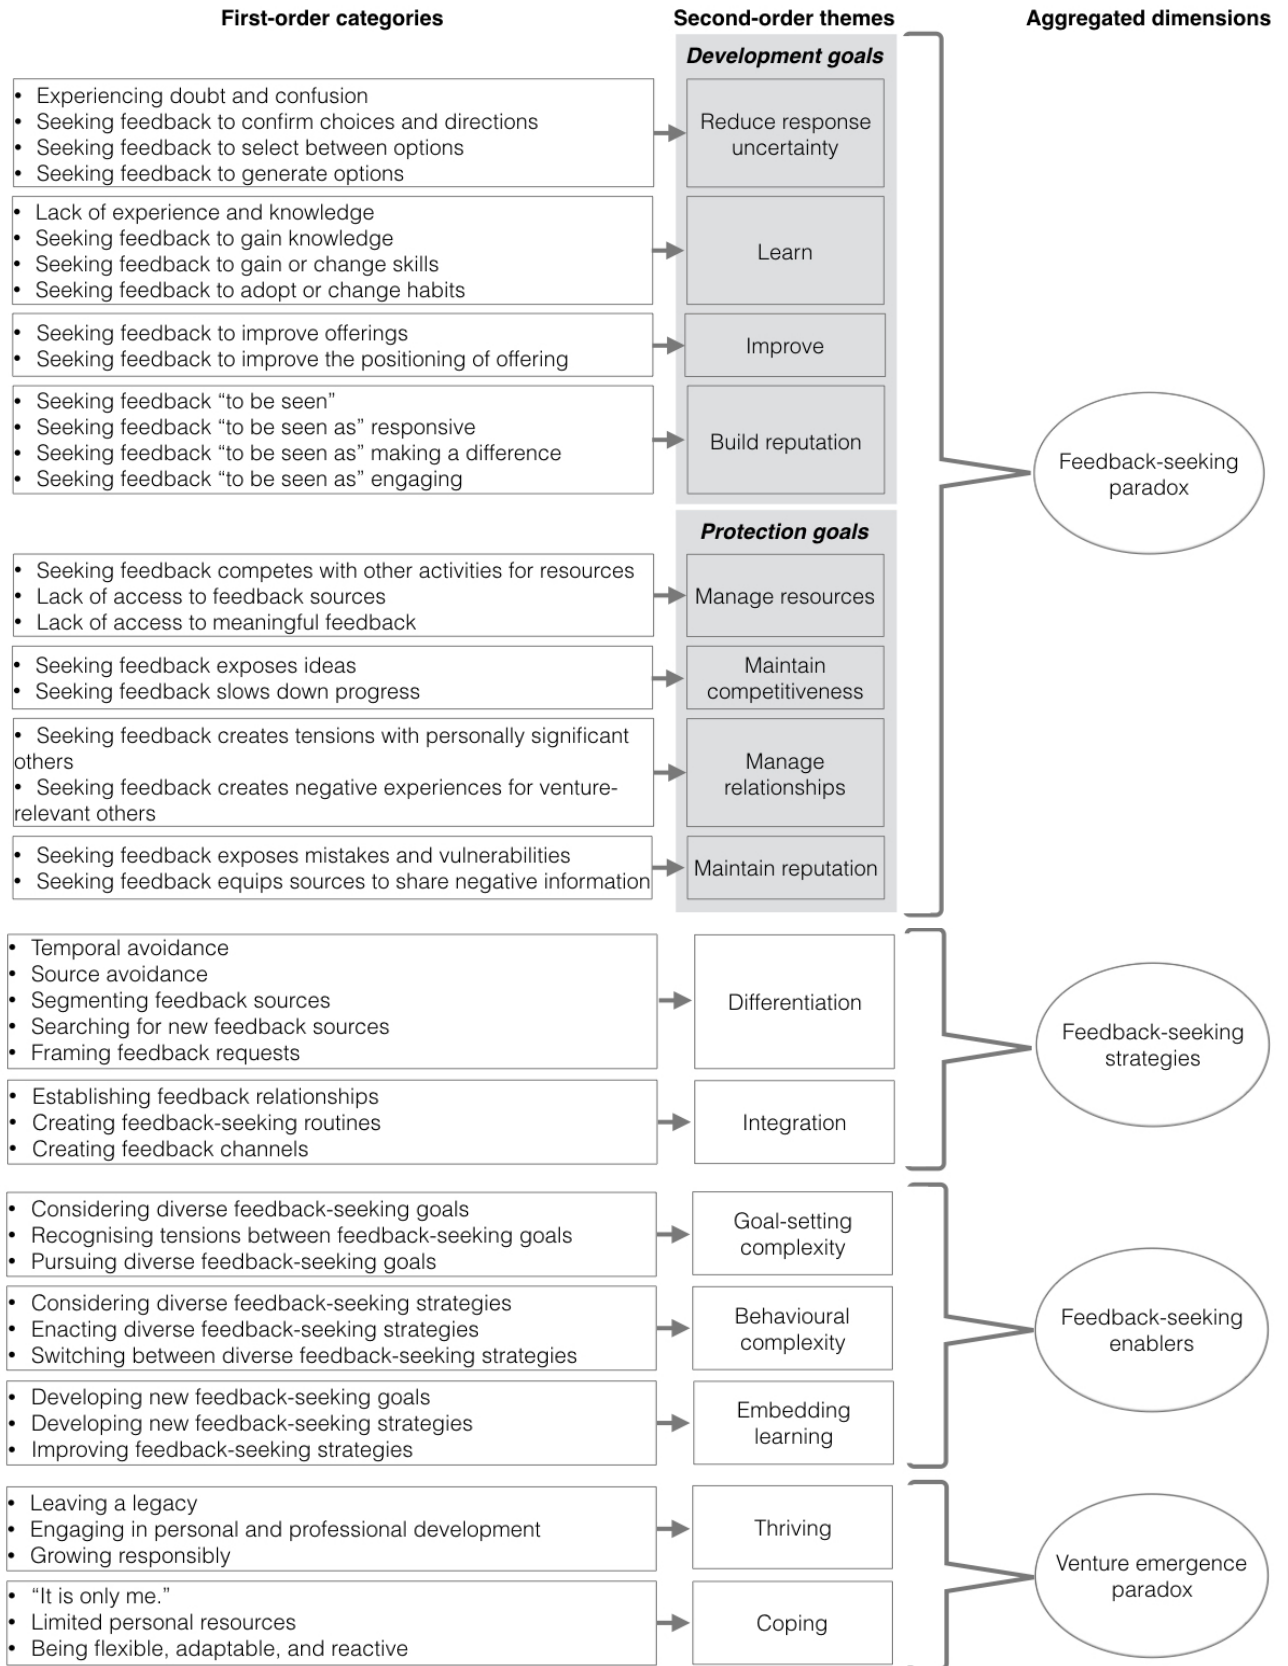 First-order categories
Second-order themes
Aggregated dimensions
Development goals
• Experiencing doubt and confusion
• Seeking feedback to confirm choices and directions
• Seeking feedback to select between options
• Seeking feedback to generate options
Reduce response
uncertainty
• Lack of experience and knowledge
• Seeking feedback to gain knowledge
• Seeking feedback to gain or change skills
• Seeking feedback to adopt or change habits
Learn
• Seeking feedback to improve offerings
• Seeking feedback to improve the positioning of offering
Improve
• Seeking feedback “to be seen”
• Seeking feedback “to be seen as” responsive
• Seeking feedback “to be seen as” making a difference
• Seeking feedback “to be seen as” engaging
Build reputation
Feedback-seeking
paradox
Protection goals
• Seeking feedback competes with other activities for resources
• Lack of access to feedback sources
• Lack of access to meaningful feedback
Manage resources
• Seeking feedback exposes ideas
• Seeking feedback slows down progress
Maintain
competitiveness
• Seeking feedback creates tensions with personally significant
others
• Seeking feedback creates negative experiences for venture-
relevant others
Manage
relationships
• Seeking feedback exposes mistakes and vulnerabilities
• Seeking feedback equips sources to share negative information
Maintain reputation
• Temporal avoidance
• Source avoidance
• Segmenting feedback sources
• Searching for new feedback sources
• Framing feedback requests
Differentiation
• Establishing feedback relationships
• Creating feedback-seeking routines
• Creating feedback channels
Integration
Feedback-seeking
strategies
• Considering diverse feedback-seeking goals
• Recognising tensions between feedback-seeking goals
• Pursuing diverse feedback-seeking goals
Goal-setting
complexity
• Considering diverse feedback-seeking strategies
• Enacting diverse feedback-seeking strategies
• Switching between diverse feedback-seeking strategies
Behavioural
complexity
• Developing new feedback-seeking goals
• Developing new feedback-seeking strategies
• Improving feedback-seeking strategies
Embedding
learning
Feedback-seeking
enablers
• Leaving a legacy
• Engaging in personal and professional development
• Growing responsibly
Thriving
• “It is only me.”
• Limited personal resources
• Being flexible, adaptable, and reactive
Coping
Venture emergence
paradox